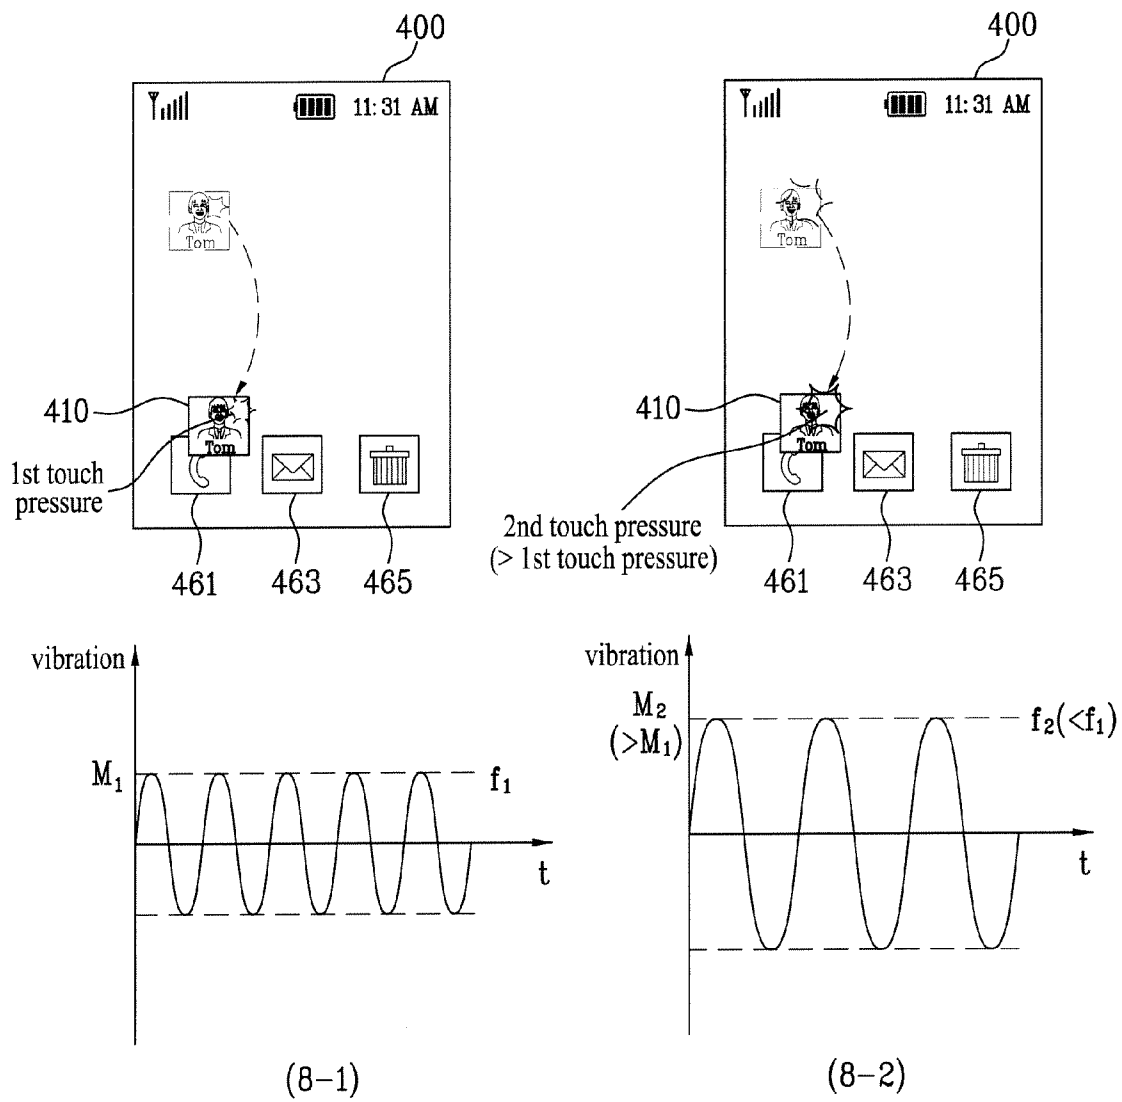 400
11:31 AM
Tom
410
Tom
1st touch
pressure
461
463
465
400
11:31 AM
Tom
410
Tom
2nd touch pressure
(> 1st touch pressure)
461
463
465
vibration
M₁
f₁
t
(8-1)
vibration
M₂
(>M₁)
f₂(<f₁)
t
(8-2)